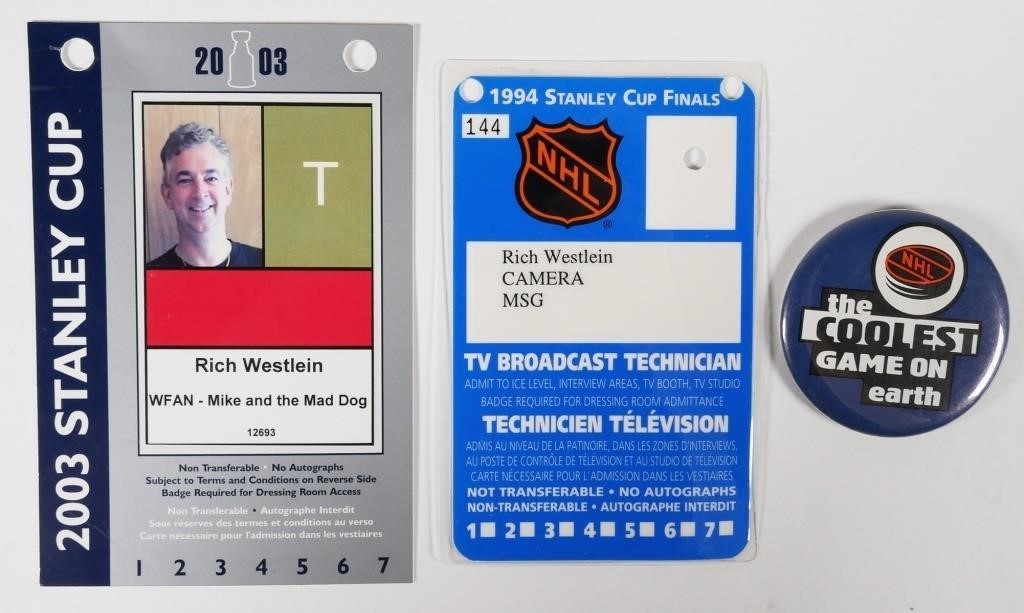 2003 STANLEY CUP
20 03
T
Rich Westlein
WFAN - Mike and the Mad Dog
12693
Non Transferable • No Autographs
Subject to Terms and Conditions on Reverse Side
Badge Required for Dressing Room Access
Non Transferable • Autographe Interdit
Sous réserves des termes et conditions au verso
Carte nécessaire pour l'admission dans les vestiaires
1 2 3 4 5 6 7
1994 STANLEY CUP FINALS
144
NHL
®
Rich Westlein
CAMERA
MSG
TV BROADCAST TECHNICIAN
ADMIT TO ICE LEVEL, INTERVIEW AREAS, TV BOOTH, TV STUDIO
BADGE REQUIRED FOR DRESSING ROOM ADMITTANCE
TECHNICIEN TÉLÉVISION
ADMIS AU NIVEAU DE LA PATINOIRE, DANS LES ZONES D'INTERVIEWS,
AU POSTE DE CONTRÔLE DE TÉLÉVISION ET AU STUDIO DE TÉLÉVISION
CARTE NÉCESSAIRE POUR L'ADMISSION DANS LES VESTIAIRES
NOT TRANSFERABLE • NO AUTOGRAPHS
NON-TRANSFERABLE • AUTOGRAPHE INTERDIT
1 2 3 4 5 6 7
NHL
the
COOLEST
GAME ON
earth